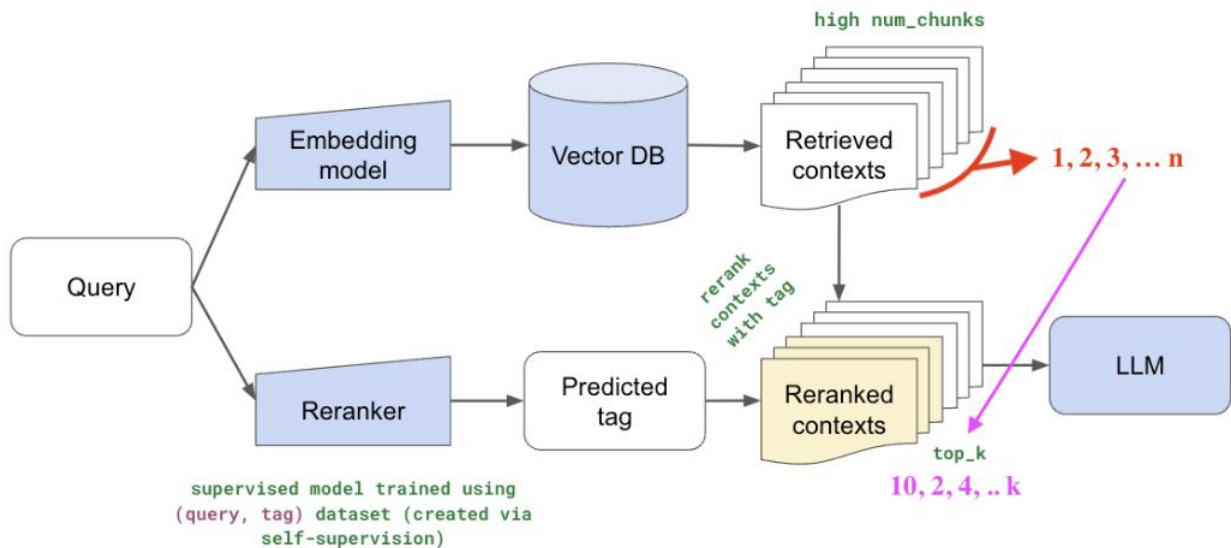 high num_chunks
Embedding
model
Vector DB
Retrieved
contexts
1, 2, 3, … n
Query
rerank
contexts
with tag
Reranker
Predicted
tag
Reranked
contexts
LLM
top_k
10, 2, 4, .. k
supervised model trained using
(query, tag) dataset (created via
self-supervision)